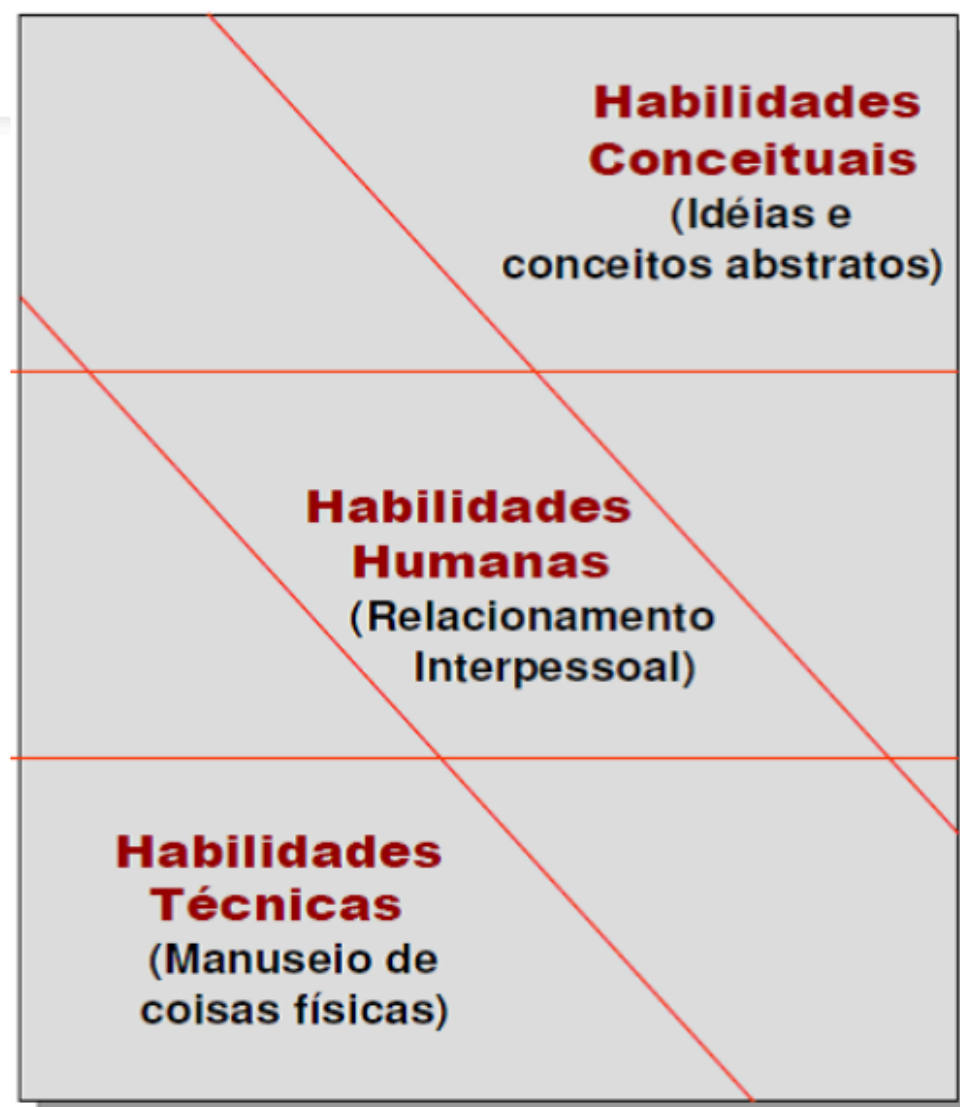 Habilidades
Conceituais
(Idéias e
conceitos abstratos)
Habilidades
Humanas
(Relacionamento
Interpessoal)
Habilidades
Técnicas
(Manuseio de
coisas físicas)